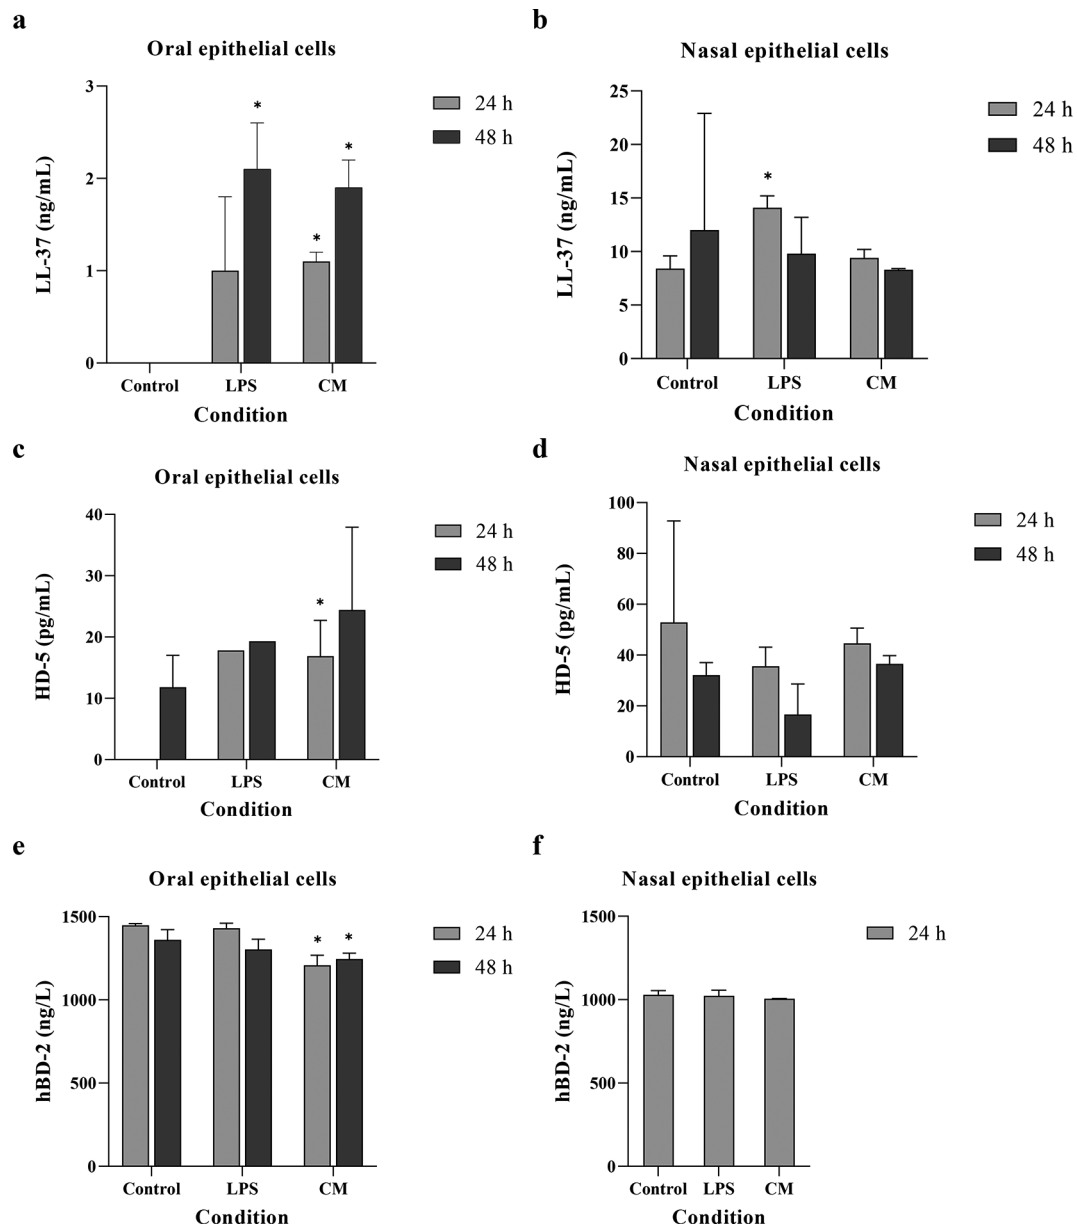 a
Oral epithelial cells
3
2
1
0
LL-37 (ng/mL)
*
*
*
24 h
48 h
Control LPS CM
Condition
b
Nasal epithelial cells
25
20
15
10
5
0
LL-37 (ng/mL)
*
24 h
48 h
Control LPS CM
Condition
c
Oral epithelial cells
40
30
20
10
0
HD-5 (pg/mL)
*
24 h
48 h
Control LPS CM
Condition
d
Nasal epithelial cells
100
80
60
40
20
0
HD-5 (pg/mL)
24 h
48 h
Control LPS CM
Condition
e
Oral epithelial cells
1500
1000
500
0
hBD-2 (ng/L)
* *
24 h
48 h
Control LPS CM
Condition
f
Nasal epithelial cells
1500
1000
500
0
hBD-2 (ng/L)
24 h
Control LPS CM
Condition